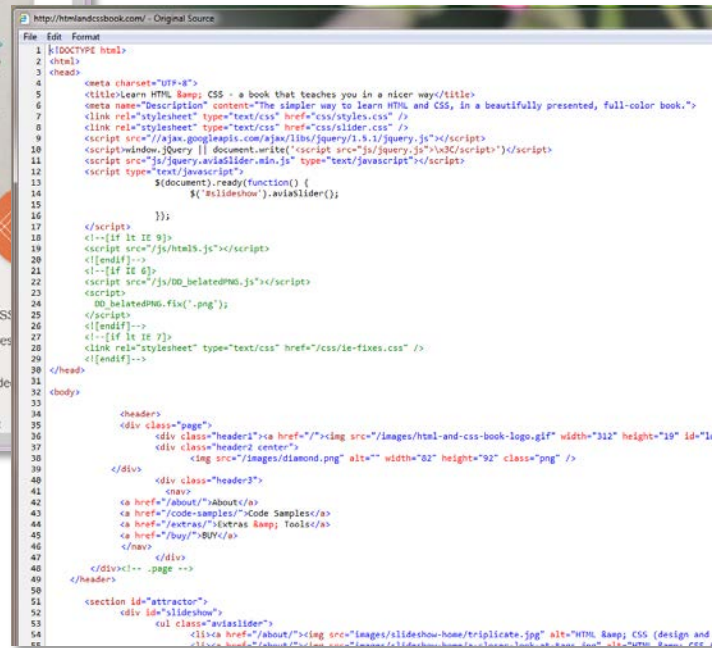 http://htmlandcssbook.com/ - Original Source
File Edit Format
1 <!DOCTYPE html>
2 <html>
3 <head>
4 <meta charset="UTF-8">
5 <title>Learn HTML &amp; CSS - a book that teaches you in a nicer way</title>
6 <meta name="Description" content="The simpler way to learn HTML and CSS, in a beautifully presented, full-color book.">
7 <link rel="stylesheet" type="text/css" href="css/styles.css" />
8 <link rel="stylesheet" type="text/css" href="css/slider.css" />
9 <script src="//ajax.googleapis.com/ajax/libs/jquery/1.5.1/jquery.js"></script>
10 <script>window.jQuery || document.write('<script src="js/jquery.js">\x3C/script>')</script>
11 <script src="js/jquery.aviaSlider.min.js" type="text/javascript"></script>
12 <script type="text/javascript">
13 $(document).ready(function() {
14 $('#slideshow').aviaSlider();
15
16 });
17 </script>
18 <!--[if lt IE 9]>
19 <script src="/js/html5.js"></script>
20 <![endif]-->
21 <!--[if IE 6]>
22 <script src="/js/DD_belatedPNG.js"></script>
23 <script>
24 DD_belatedPNG.fix('.png');
25 </script>
26 <![endif]-->
27 <!--[if lt IE 7]>
28 <link rel="stylesheet" type="text/css" href="/css/ie-fixes.css" />
29 <![endif]-->
30 </head>
31
32 <body>
33
34 <header>
35 <div class="page">
36 <div class="header1"><a href="/"><img src="/images/html-and-css-book-logo.gif" width="312" height="19" id="lo
37 <div class="header2 center">
38 <img src="/images/diamond.png" alt="" width="82" height="92" class="png" />
39 </div>
40 <div class="header3">
41 <nav>
42 <a href="/about/">About</a>
43 <a href="/code-samples/">Code Samples</a>
44 <a href="/extras/">Extras &amp; Tools</a>
45 <a href="/buy/">BUY</a>
46 </nav>
47 </div>
48 </div><!-- .page -->
49 </header>
50
51 <section id="attractor">
52 <div id="slideshow">
53 <ul class="aviaslider">
54 <li><a href="/about/"><img src="images/slideshow-home/triplicate.jpg" alt="HTML &amp; CSS (design and